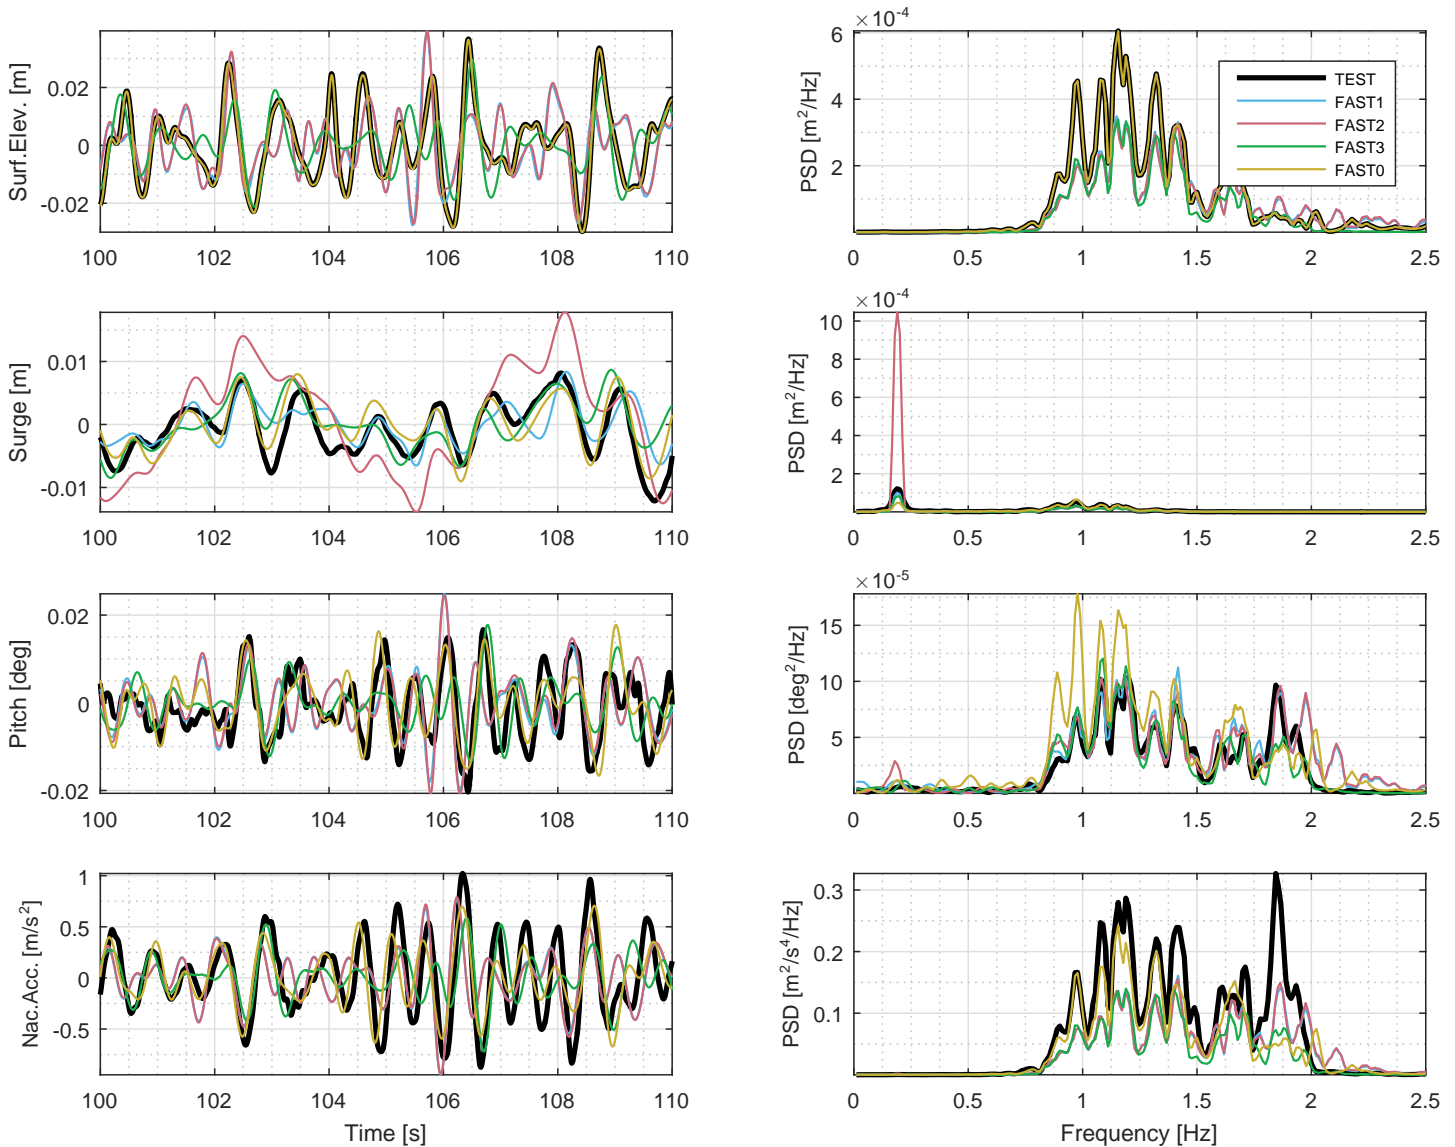 0.02
0
-0.02
Surf.Elev. [m]
100 102 104 106 108 110
×10-4
6
4
2
PSD [m2/Hz]
0 0.5 1 1.5 2 2.5
TEST
FAST1
FAST2
FAST3
FAST0
0.01
0
-0.01
Surge [m]
100 102 104 106 108 110
×10-4
10
8
6
4
2
PSD [m2/Hz]
0 0.5 1 1.5 2 2.5
0.02
0
-0.02
Pitch [deg]
100 102 104 106 108 110
×10-5
15
10
5
PSD [deg2/Hz]
0 0.5 1 1.5 2 2.5
1
0.5
0
-0.5
Nac.Acc. [m/s2]
100 102 104 106 108 110
Time [s]
0.3
0.2
0.1
PSD [m2/s4/Hz]
0 0.5 1 1.5 2 2.5
Frequency [Hz]